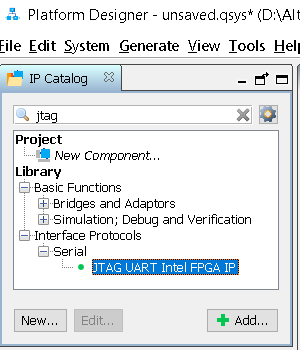 Platform Designer - unsaved.qsys* (D:\Alt
File Edit System Generate View Tools Hel
IP Catalog
jtag
Project
New Component...
Library
Basic Functions
Bridges and Adaptors
Simulation; Debug and Verification
Interface Protocols
Serial
JTAG UART Intel FPGA IP
New... Edit... Add...